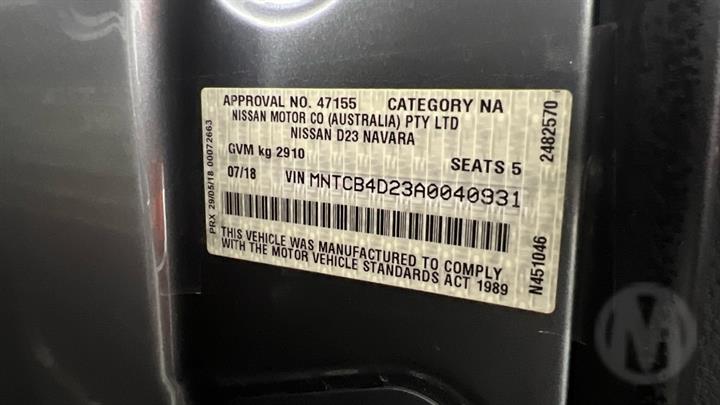 APPROVAL NO. 47155 CATEGORY NA
NISSAN MOTOR CO (AUSTRALIA) PTY LTD
NISSAN D23 NAVARA
GVM kg 2910 SEATS 5
07/18 VIN MNTCB4D23A0040931
THIS VEHICLE WAS MANUFACTURED TO COMPLY
WITH THE MOTOR VEHICLE STANDARDS ACT 1989
PRX 29/05/18 00072663
2482570
N451046
M